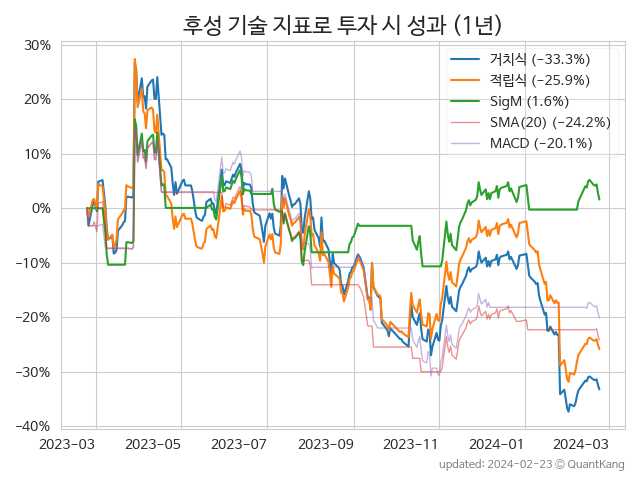 후성 기술 지표로 투자 시 성과 (1년)
30%
20%
10%
0%
−10%
−20%
−30%
−40%
거치식 (−33.3%)
적립식 (−25.9%)
SigM (1.6%)
SMA(20) (−24.2%)
MACD (−20.1%)
2023-03
2023-05
2023-07
2023-09
2023-11
2024-01
2024-03
updated: 2024-02-23 ⓒ QuantKang